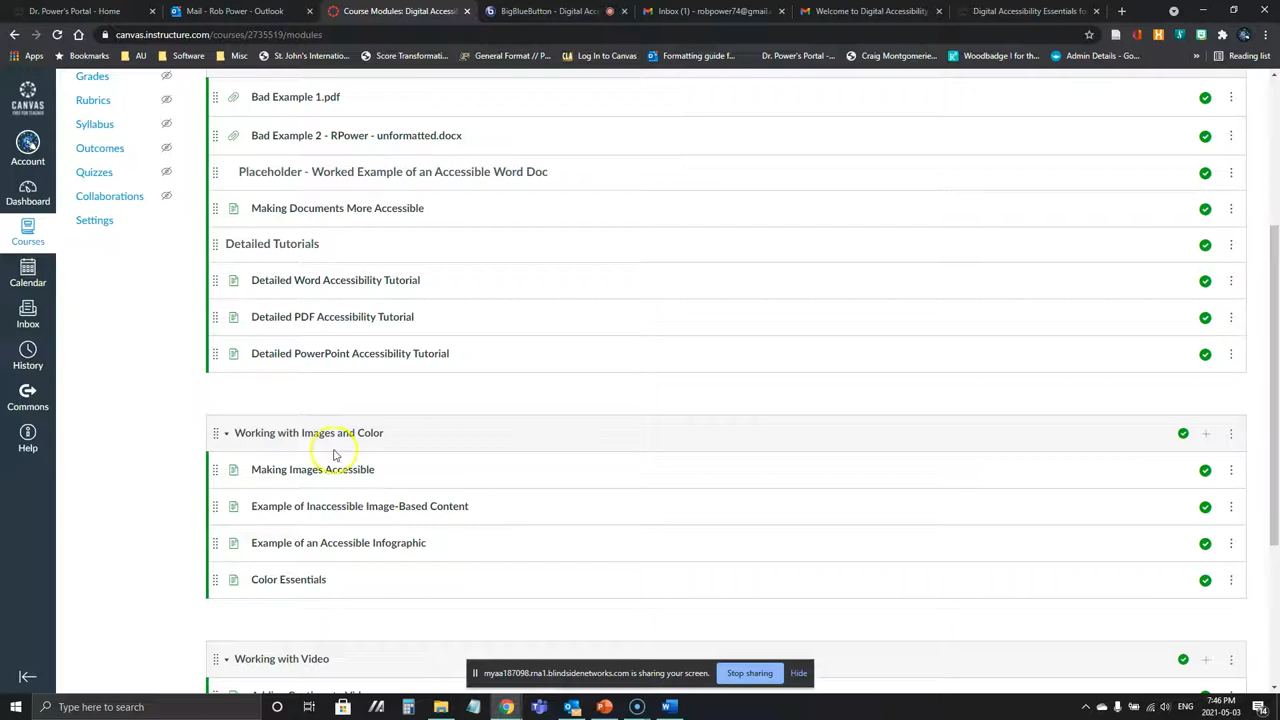 Dr. Power's Portal - Home
Mail - Rob Power - Outlook
Course Modules: Digital Accessi
BigBlueButton - Digital Acce
Inbox (1) - robpower74@gmail.
Welcome to Digital Accessibility
Digital Accessibility Essentials fo
canvas.instructure.com/courses/2735519/modules
Apps
AU
Software
Misc
St. John's Internatio...
Score Transformati...
General Format //...
Log In to Canvas
Formatting guide f...
Dr. Power's Portal -...
Craig Montgomerie...
Woodbadge I for th...
Admin Details - Go...
Reading list
CANVAS
FREE FOR TEACHER
Account
Dashboard
Courses
Calendar
Inbox
History
Commons
Help
Grades
Rubrics
Syllabus
Outcomes
Quizzes
Collaborations
Settings
Bad Example 1.pdf
Bad Example 2 - RPower - unformatted.docx
Placeholder - Worked Example of an Accessible Word Doc
Making Documents More Accessible
Detailed Tutorials
Detailed Word Accessibility Tutorial
Detailed PDF Accessibility Tutorial
Detailed PowerPoint Accessibility Tutorial
Working with Images and Color
Making Images Accessible
Example of Inaccessible Image-Based Content
Example of an Accessible Infographic
Color Essentials
Working with Video
myaa187098.rna1.blindsidenetworks.com is sharing your screen.
Stop sharing
Hide
Type here to search
ENG
7:46 PM
2021-05-03